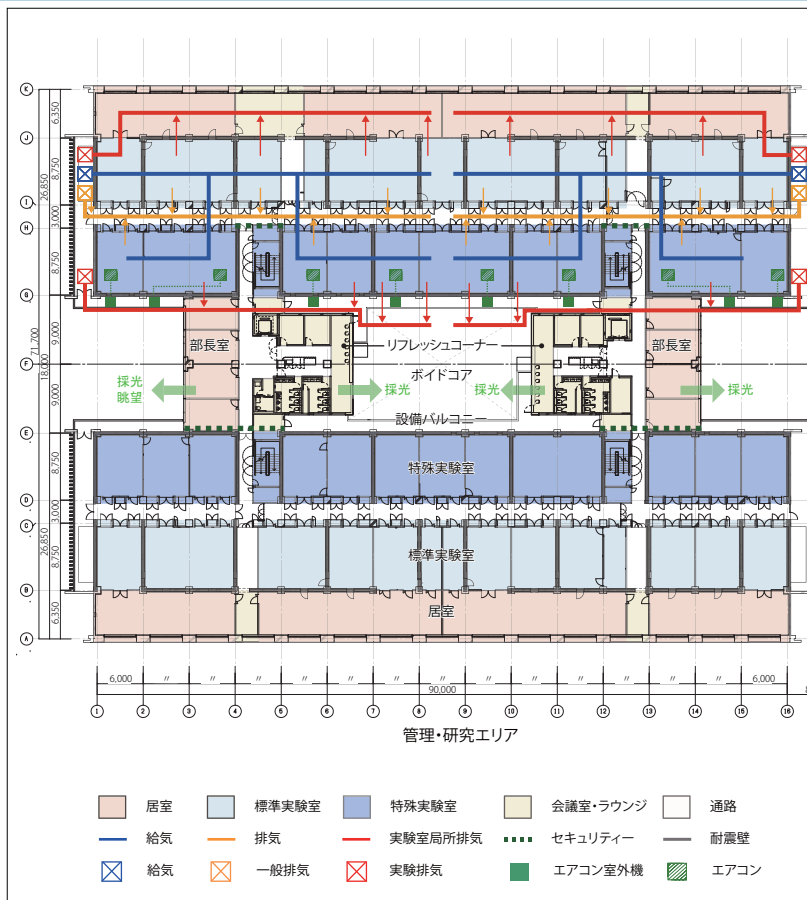 K
6,350
J
8,750
26,850
I
3,000
H
8,750
G
9,000
部長室
リフレッシュコーナー
部長室
71,700
18,000
F
ボイドコア
採光
眺望
採光
採光
採光
9,000
設備バルコニー
E
8,750
特殊実験室
D
3,000
C
26,850
標準実験室
8,750
B
居室
6,350
A
6,000 〃 〃 〃 〃 〃 〃 〃 〃 〃 〃 〃 〃 〃 6,000
90,000
1 2 3 4 5 6 7 8 9 10 11 12 13 14 15 16
管理・研究エリア
居室 標準実験室 特殊実験室 会議室・ラウンジ 通路
給気 排気 実験室局所排気 セキュリティー 耐震壁
給気 一般排気 実験排気 エアコン室外機 エアコン